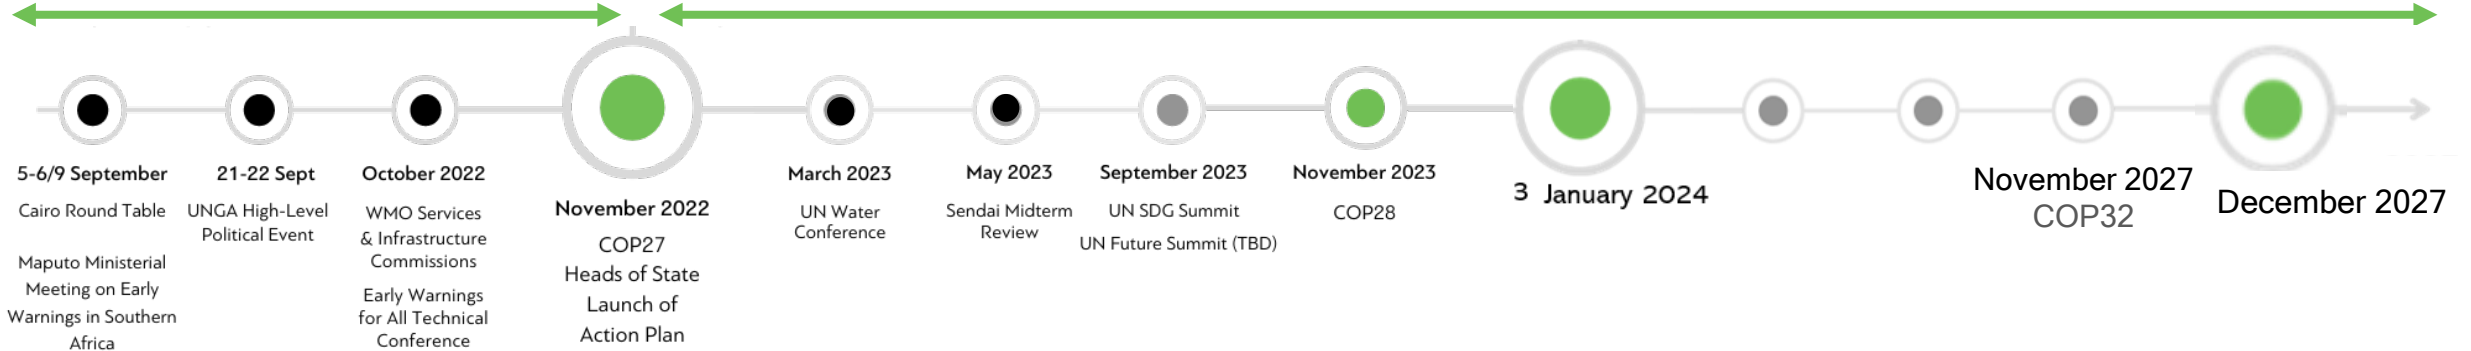 5-6/9 September
Cairo Round Table
Maputo Ministerial
Meeting on Early
Warnings in Southern
Africa
21-22 Sept
UNGA High-Level
Political Event
October 2022
WMO Services
& Infrastructure
Commissions
Early Warnings
for All Technical
Conference
November 2022
COP27
Heads of State
Launch of
Action Plan
March 2023
UN Water
Conference
May 2023
Sendai Midterm
Review
September 2023
UN SDG Summit
UN Future Summit (TBD)
November 2023
COP28
3 January 2024
November 2027
COP32
December 2027